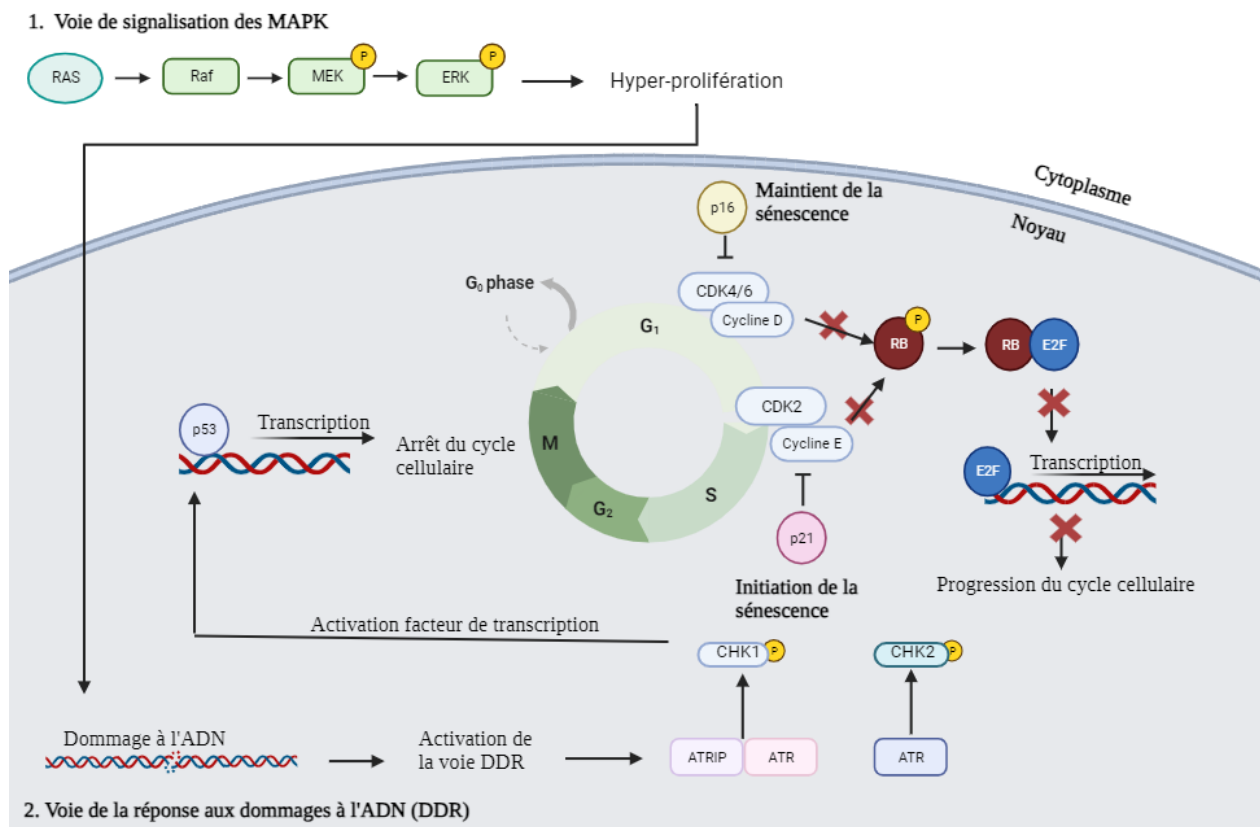 1. Voie de signalisation des MAPK
RAS
Raf
MEK
P
ERK
P
Hyper-prolifération
Cytoplasme
Noyau
p16
Maintient de la
sénescence
G₀ phase
CDK4/6
Cycline D
G₁
P
RB
RB
E2F
CDK2
Cycline E
p53
Transcription
Arrêt du cycle
cellulaire
M
G₂
S
E2F
Transcription
p21
Initiation de la
sénescence
Progression du cycle cellulaire
Activation facteur de transcription
CHK1
P
CHK2
P
Dommage à l'ADN
Activation de
la voie DDR
ATRIP
ATR
ATR
2. Voie de la réponse aux dommages à l'ADN (DDR)